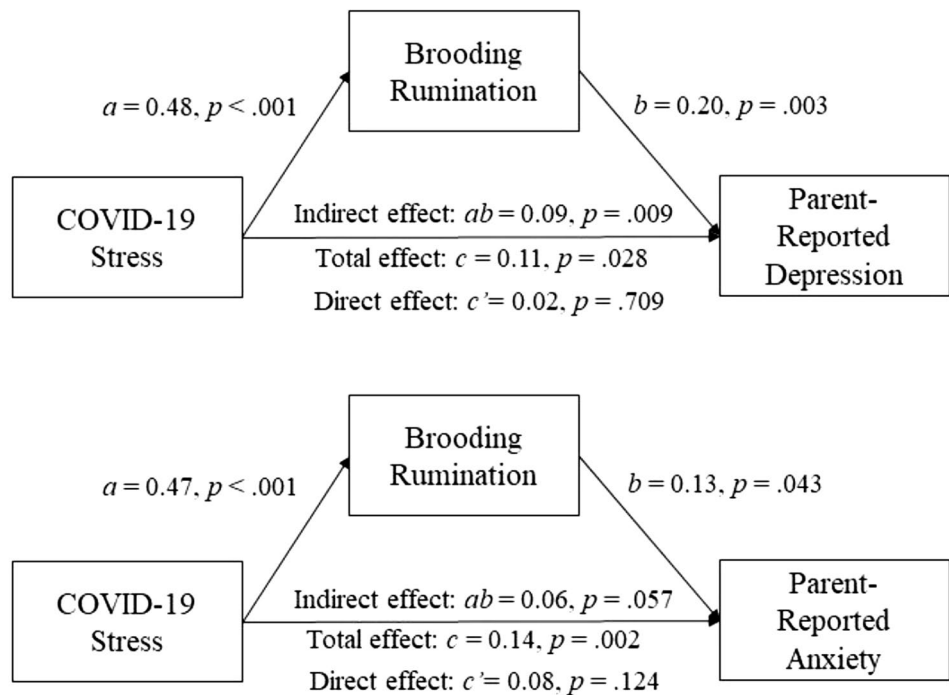 Brooding
Rumination
a = 0.48, p < .001
b = 0.20, p = .003
COVID-19
Stress
Indirect effect: ab = 0.09, p = .009
Total effect: c = 0.11, p = .028
Direct effect: c’= 0.02, p = .709
Parent-
Reported
Depression
Brooding
Rumination
a = 0.47, p < .001
b = 0.13, p = .043
COVID-19
Stress
Indirect effect: ab = 0.06, p = .057
Total effect: c = 0.14, p = .002
Direct effect: c’= 0.08, p = .124
Parent-
Reported
Anxiety